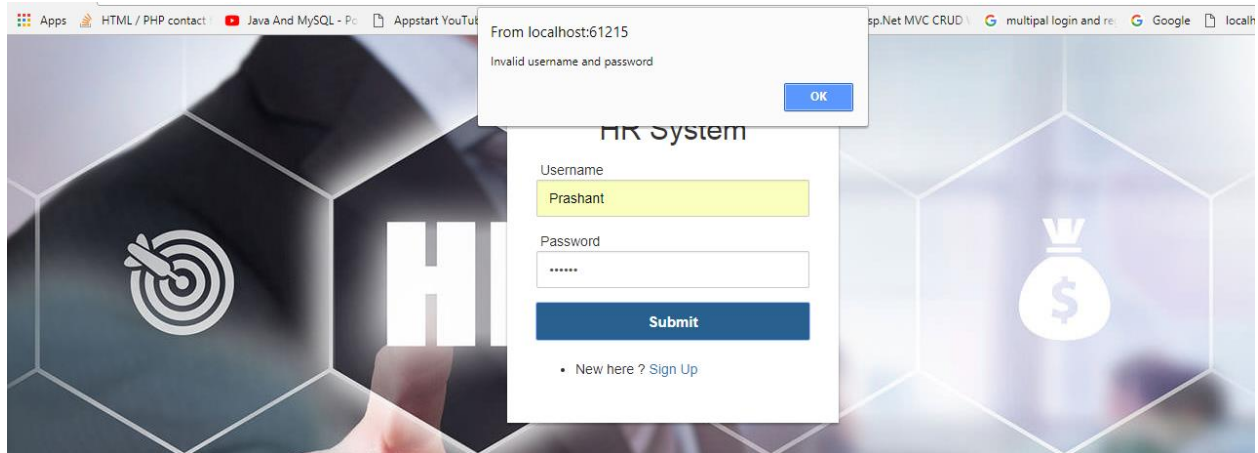 Apps HTML / PHP contact Java And MySQL - Po Appstart YouTub sp.Net MVC CRUD multipal login and re Google localh
From localhost:61215
Invalid username and password
OK
HR System
Username
Prashant
Password
••••••
Submit
• New here ? Sign Up
H
$